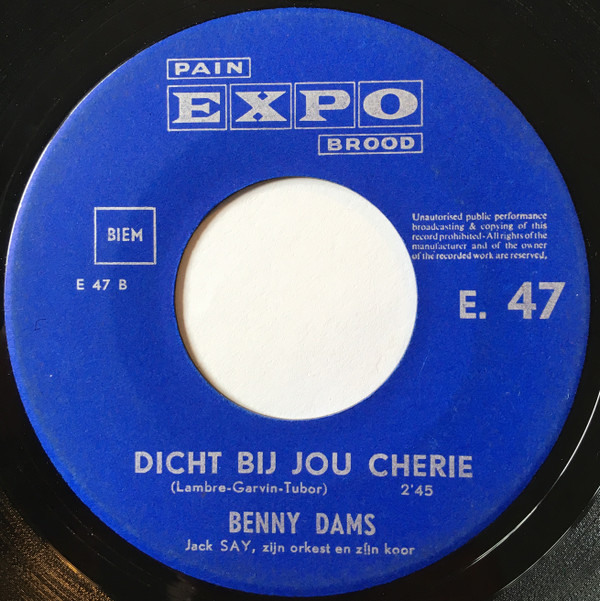 PAIN
EXPO
BROOD
BIEM
E 47 B
Unautorised public performance
broadcasting & copying of this
record prohibited-All rights of the
manufacturer and of the owner
of the recorded work are reserved.
E. 47
DICHT BIJ JOU CHERIE
(Lambre-Garvin-Tubor) 2'45
BENNY DAMS
Jack SAY, zijn orkest en zijn koor